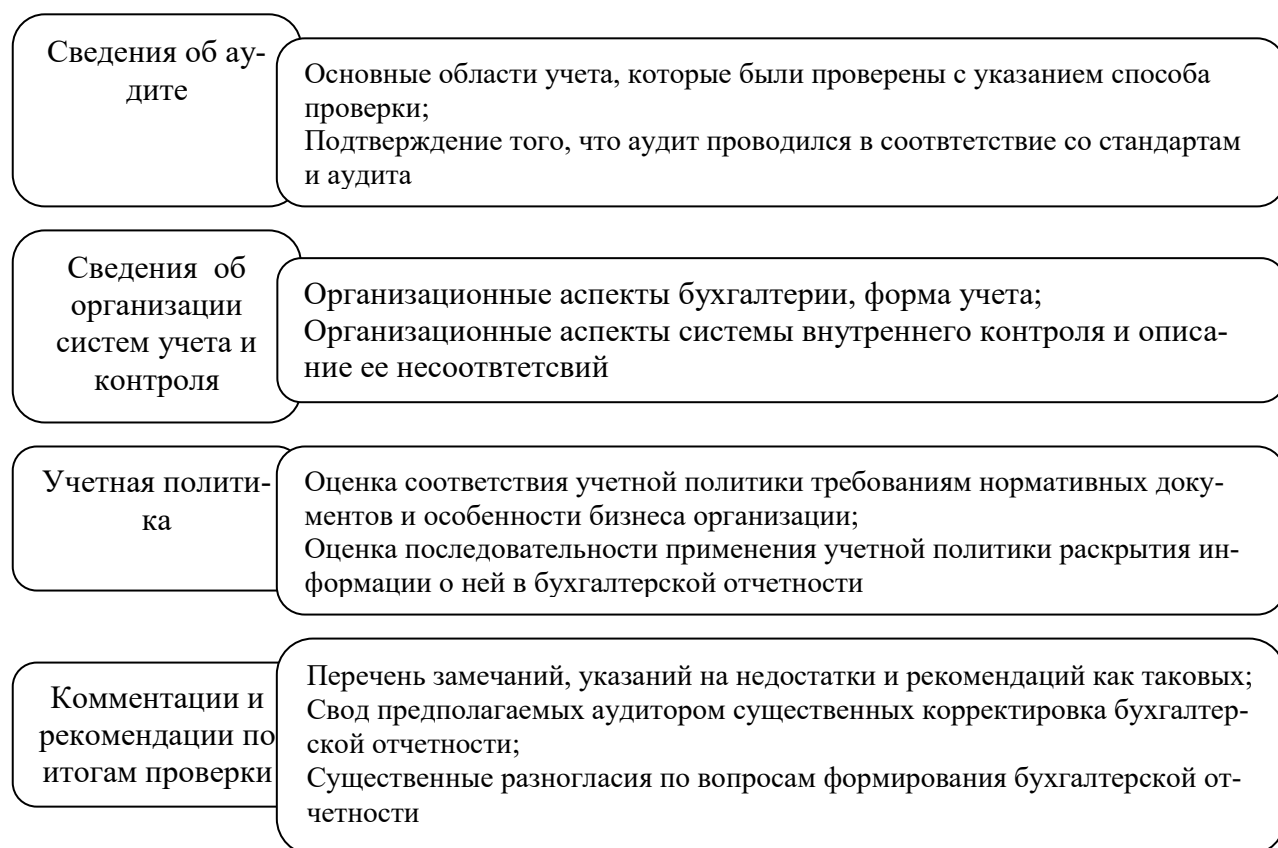 Сведения об ау-
дите
Основные области учета, которые были проверены с указанием способа
проверки;
Подтверждение того, что аудит проводился в соовтетствие со стандартам
и аудита
Сведения об
организации
систем учета и
контроля
Организационные аспекты бухгалтерии, форма учета;
Организационные аспекты системы внутреннего контроля и описа-
ние ее несоотвтетсвий
Учетная полити-
ка
Оценка соответствия учетной политики требованиям нормативных доку-
ментов и особенности бизнеса организации;
Оценка последовательности применения учетной политики раскрытия ин-
формации о ней в бухгалтерской отчетности
Комментации и
рекомендации по
итогам проверки
Перечень замечаний, указаний на недостатки и рекомендаций как таковых;
Свод предполагаемых аудитором существенных корректировка бухгалтер-
ской отчетности;
Существенные разногласия по вопросам формирования бухгалтерской от-
четности